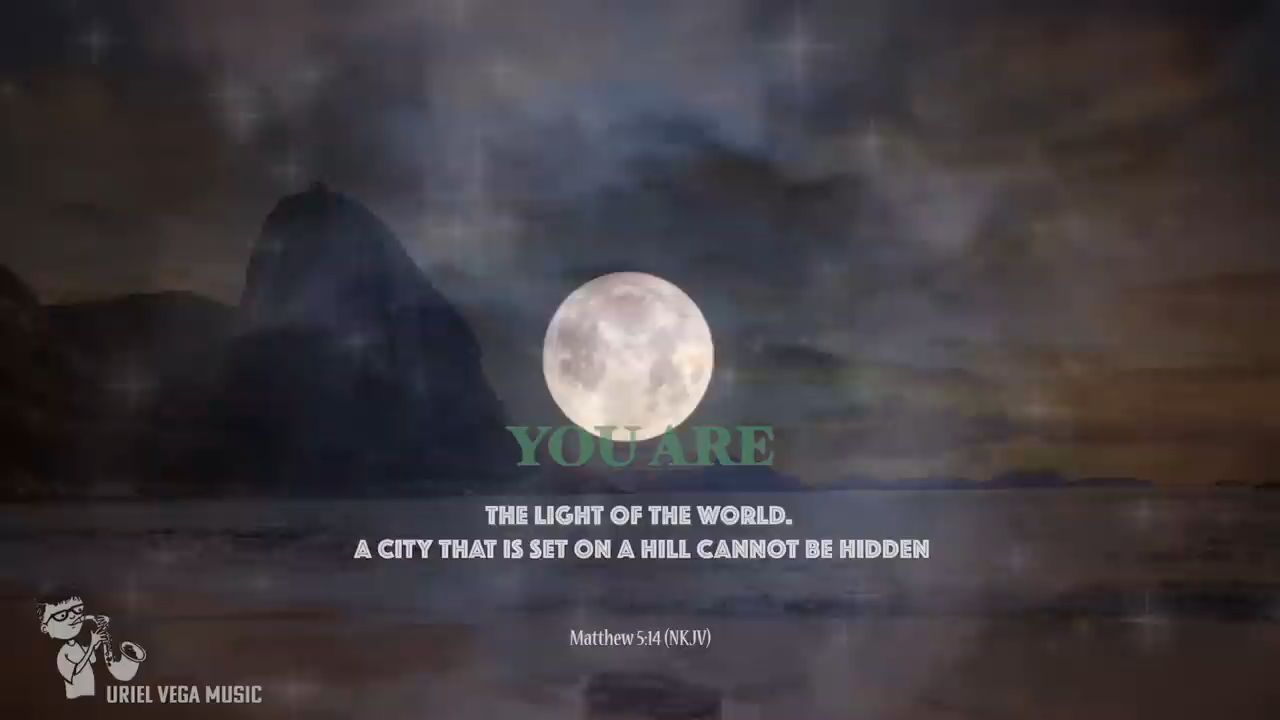 YOU ARE
THE LIGHT OF THE WORLD.
A CITY THAT IS SET ON A HILL CANNOT BE HIDDEN
Matthew 5:14 (NKJV)
URIEL VEGA MUSIC